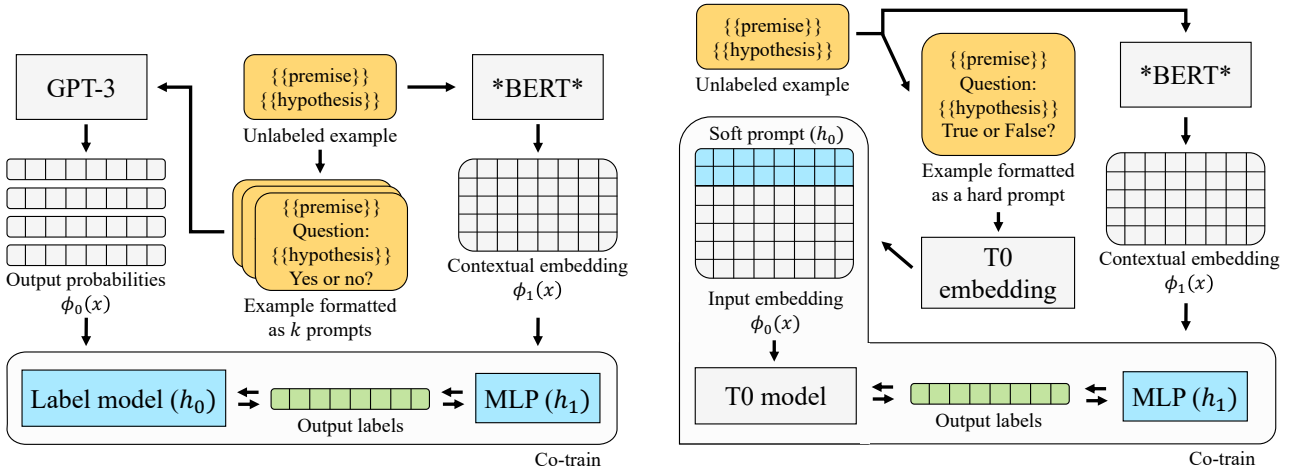 GPT-3
{{premise}}
{{hypothesis}}
*BERT*
Unlabeled example
{{premise}}
Question:
{{hypothesis}}
Yes or no?
Output probabilities
𝜙₀(𝑥)
Example formatted
as 𝑘 prompts
Contextual embedding
𝜙₁(𝑥)
Label model (ℎ₀)
Output labels
MLP (ℎ₁)
Co-train
{{premise}}
{{hypothesis}}
Unlabeled example
{{premise}}
Question:
{{hypothesis}}
True or False?
*BERT*
Soft prompt (ℎ₀)
Example formatted
as a hard prompt
T0
embedding
Contextual embedding
𝜙₁(𝑥)
Input embedding
𝜙₀(𝑥)
T0 model
Output labels
MLP (ℎ₁)
Co-train